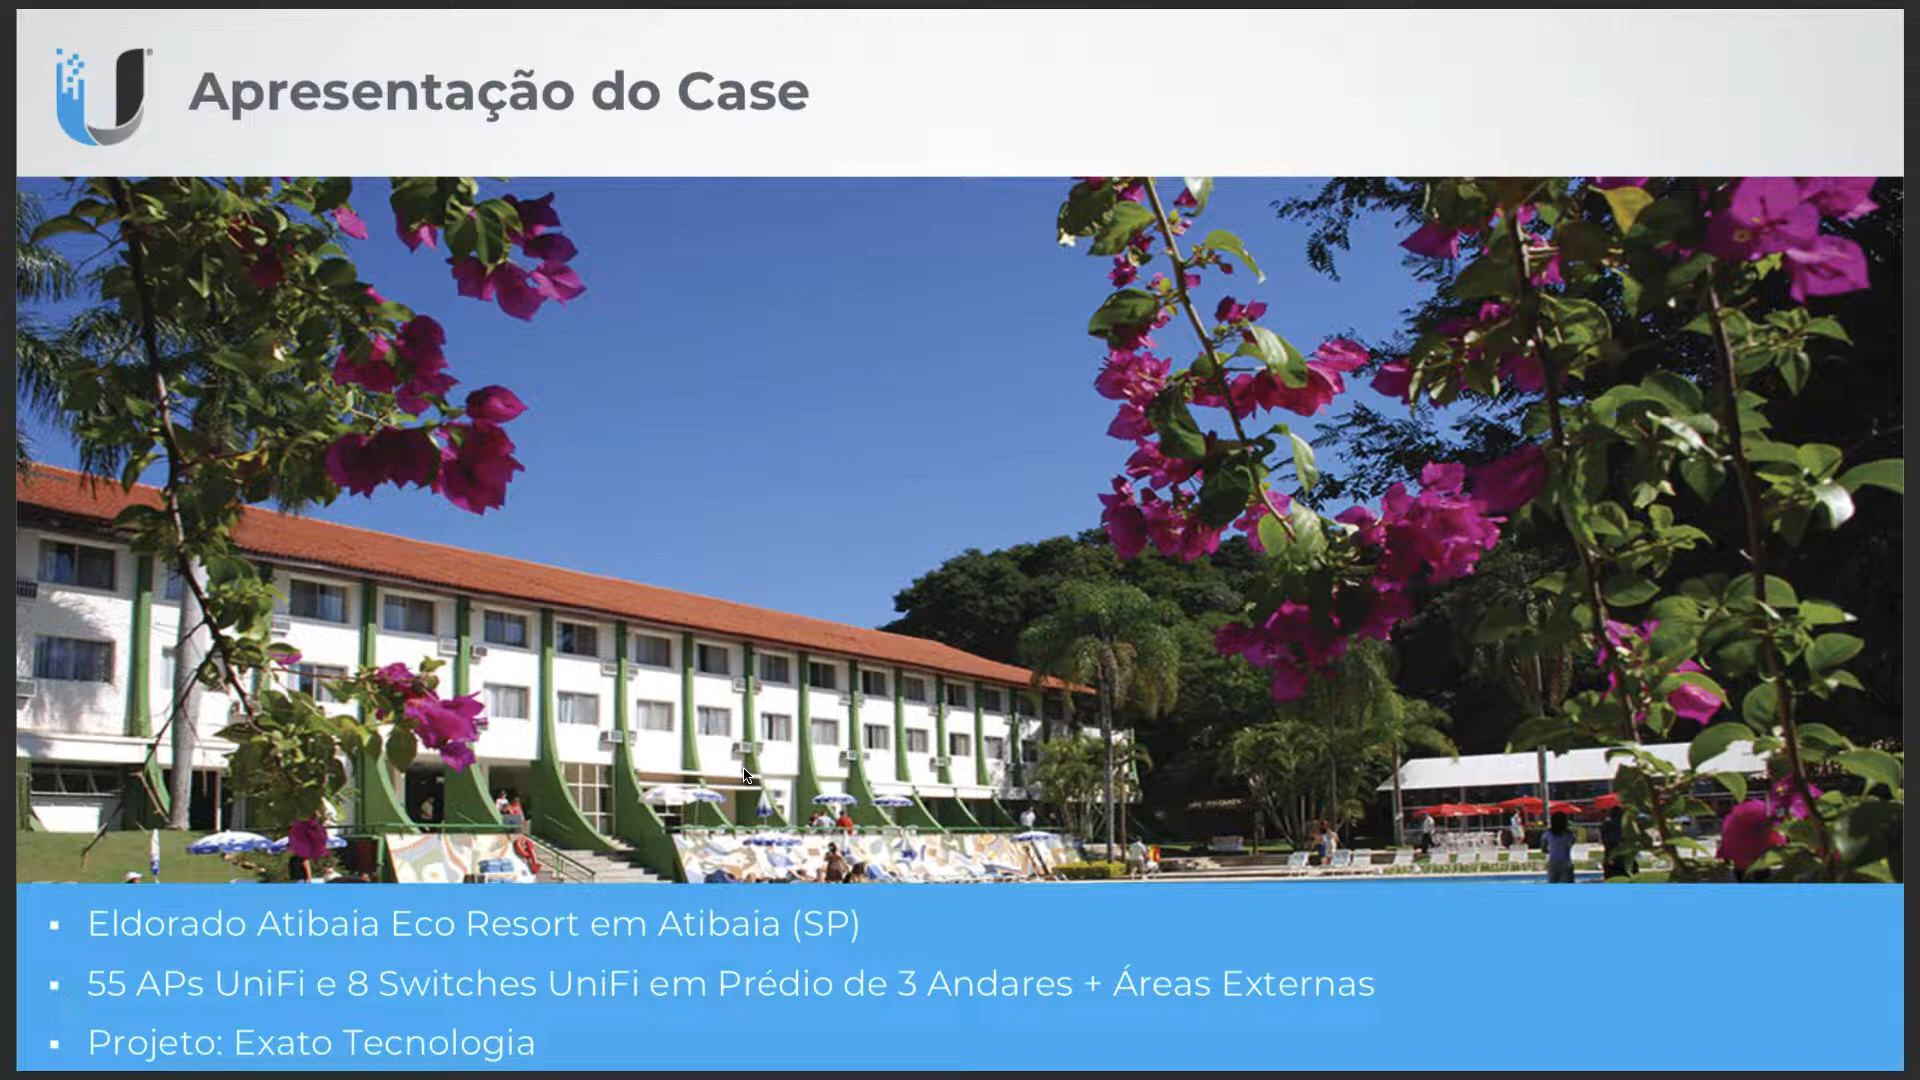 Apresentação do Case
▪ Eldorado Atibaia Eco Resort em Atibaia (SP)
▪ 55 APs UniFi e 8 Switches UniFi em Prédio de 3 Andares + Áreas Externas
▪ Projeto: Exato Tecnologia